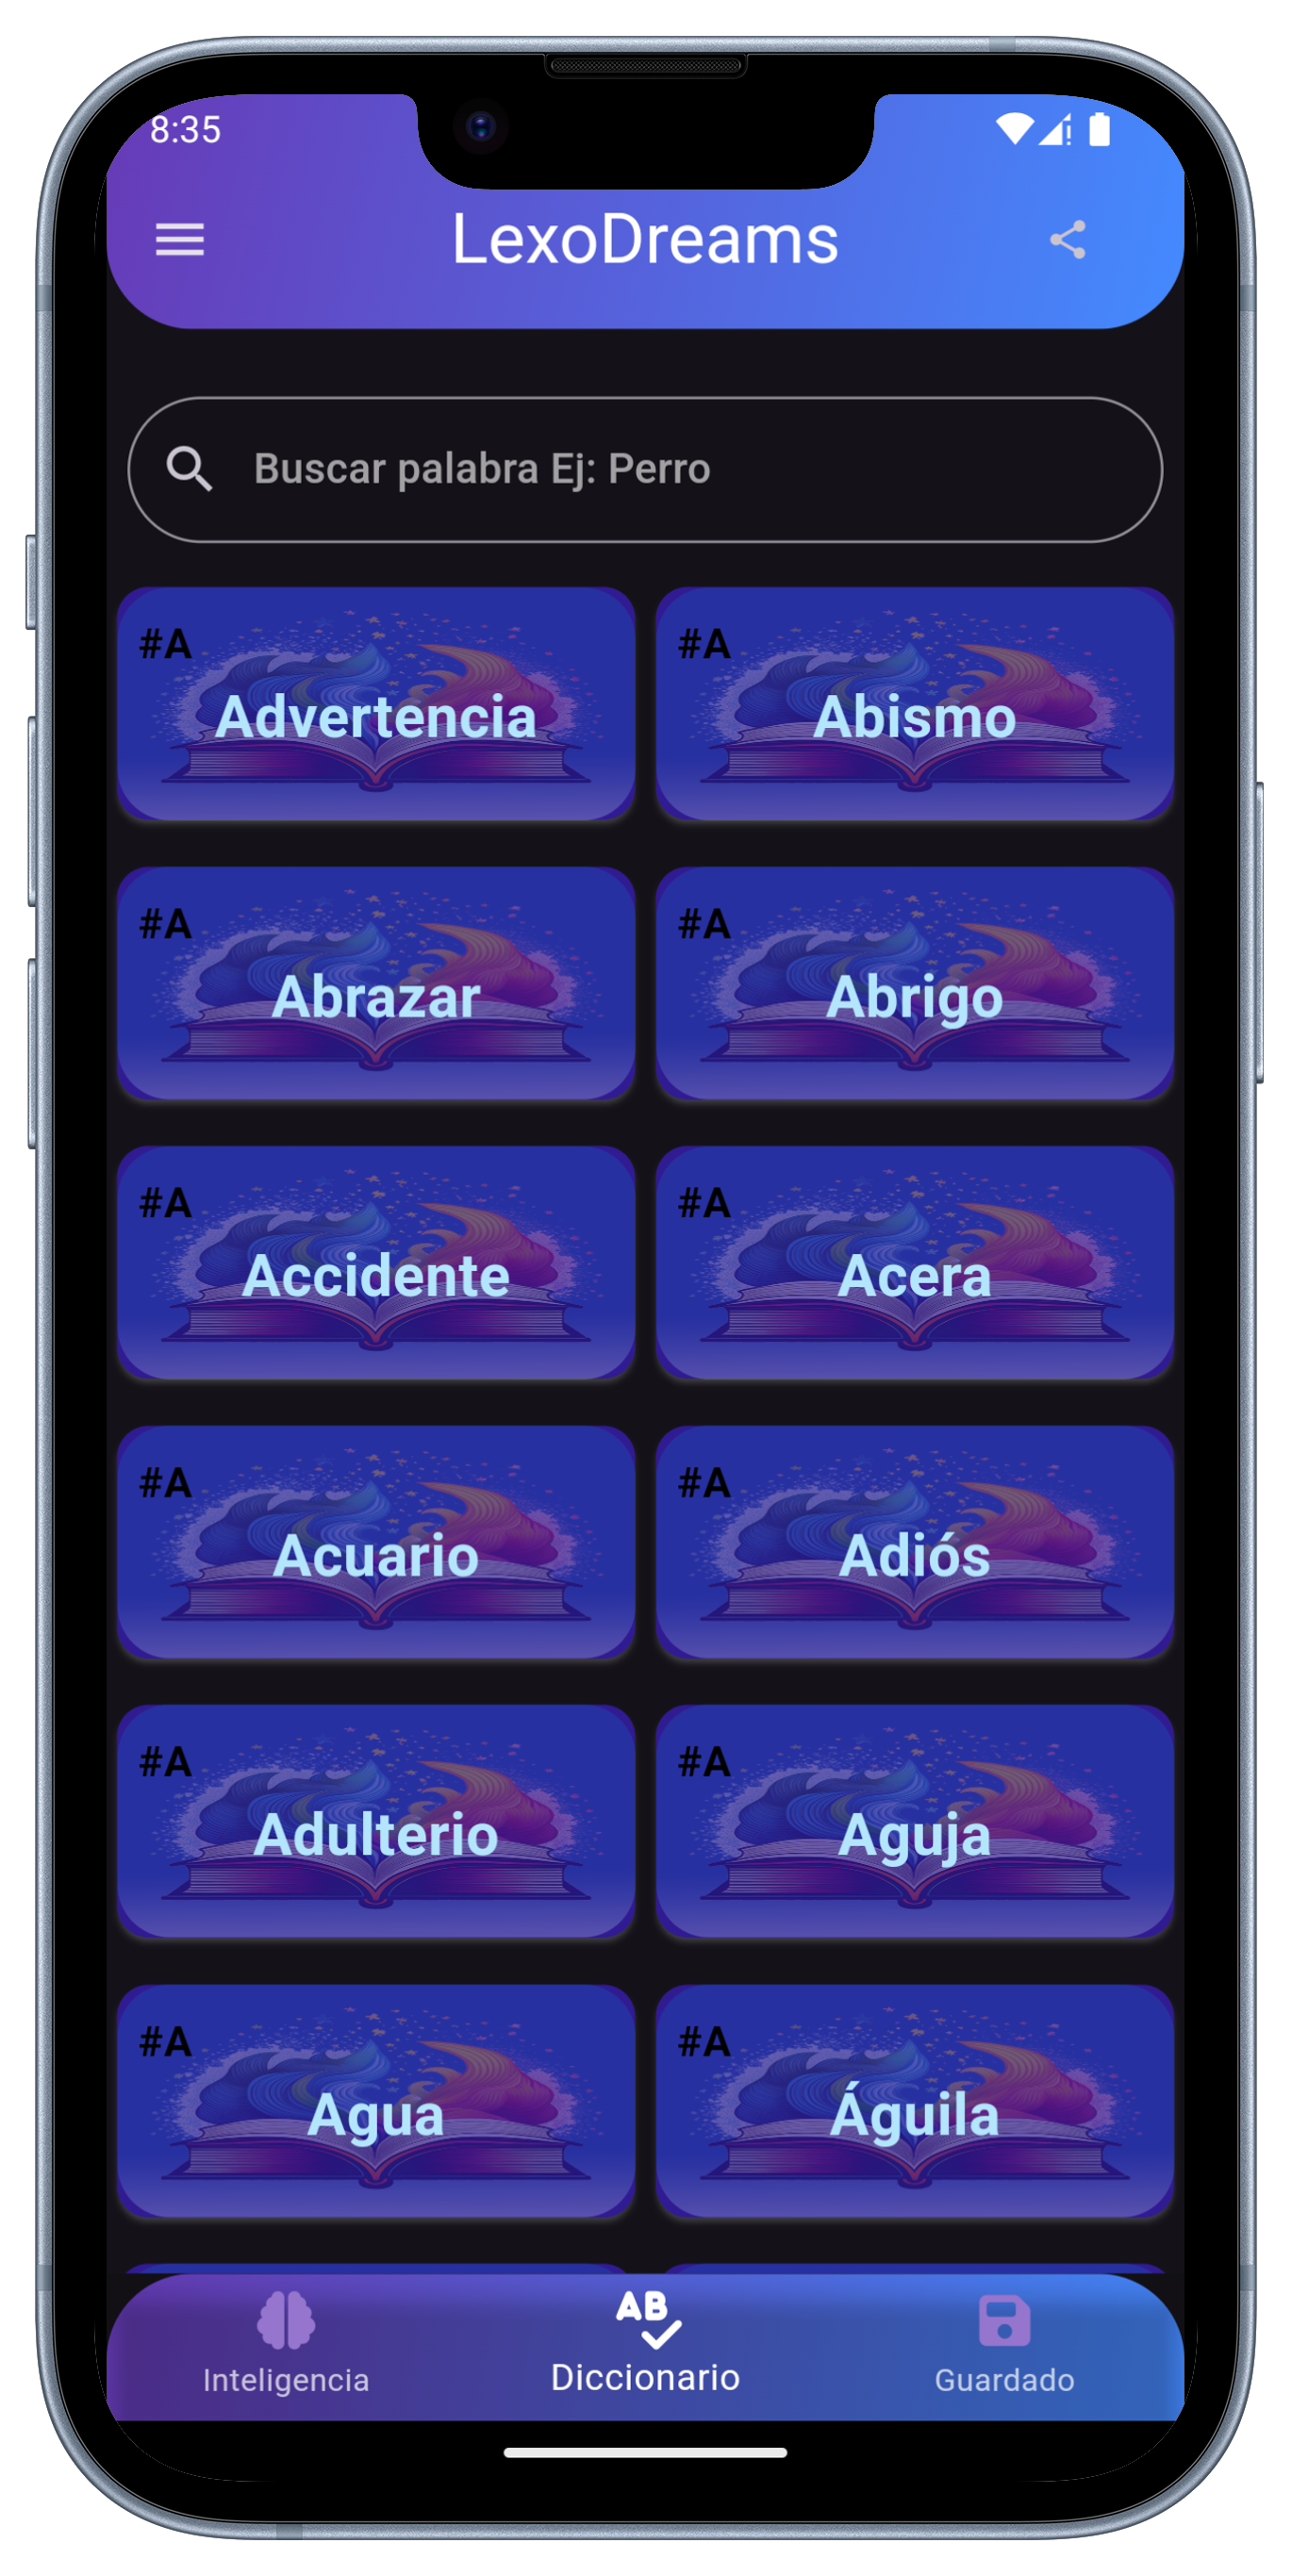 8:35
LexoDreams
Buscar palabra Ej: Perro
#A
Advertencia
#A
Abismo
#A
Abrazar
#A
Abrigo
#A
Accidente
#A
Acera
#A
Acuario
#A
Adiós
#A
Adulterio
#A
Aguja
#A
Agua
#A
Águila
AB
Inteligencia
Diccionario
Guardado